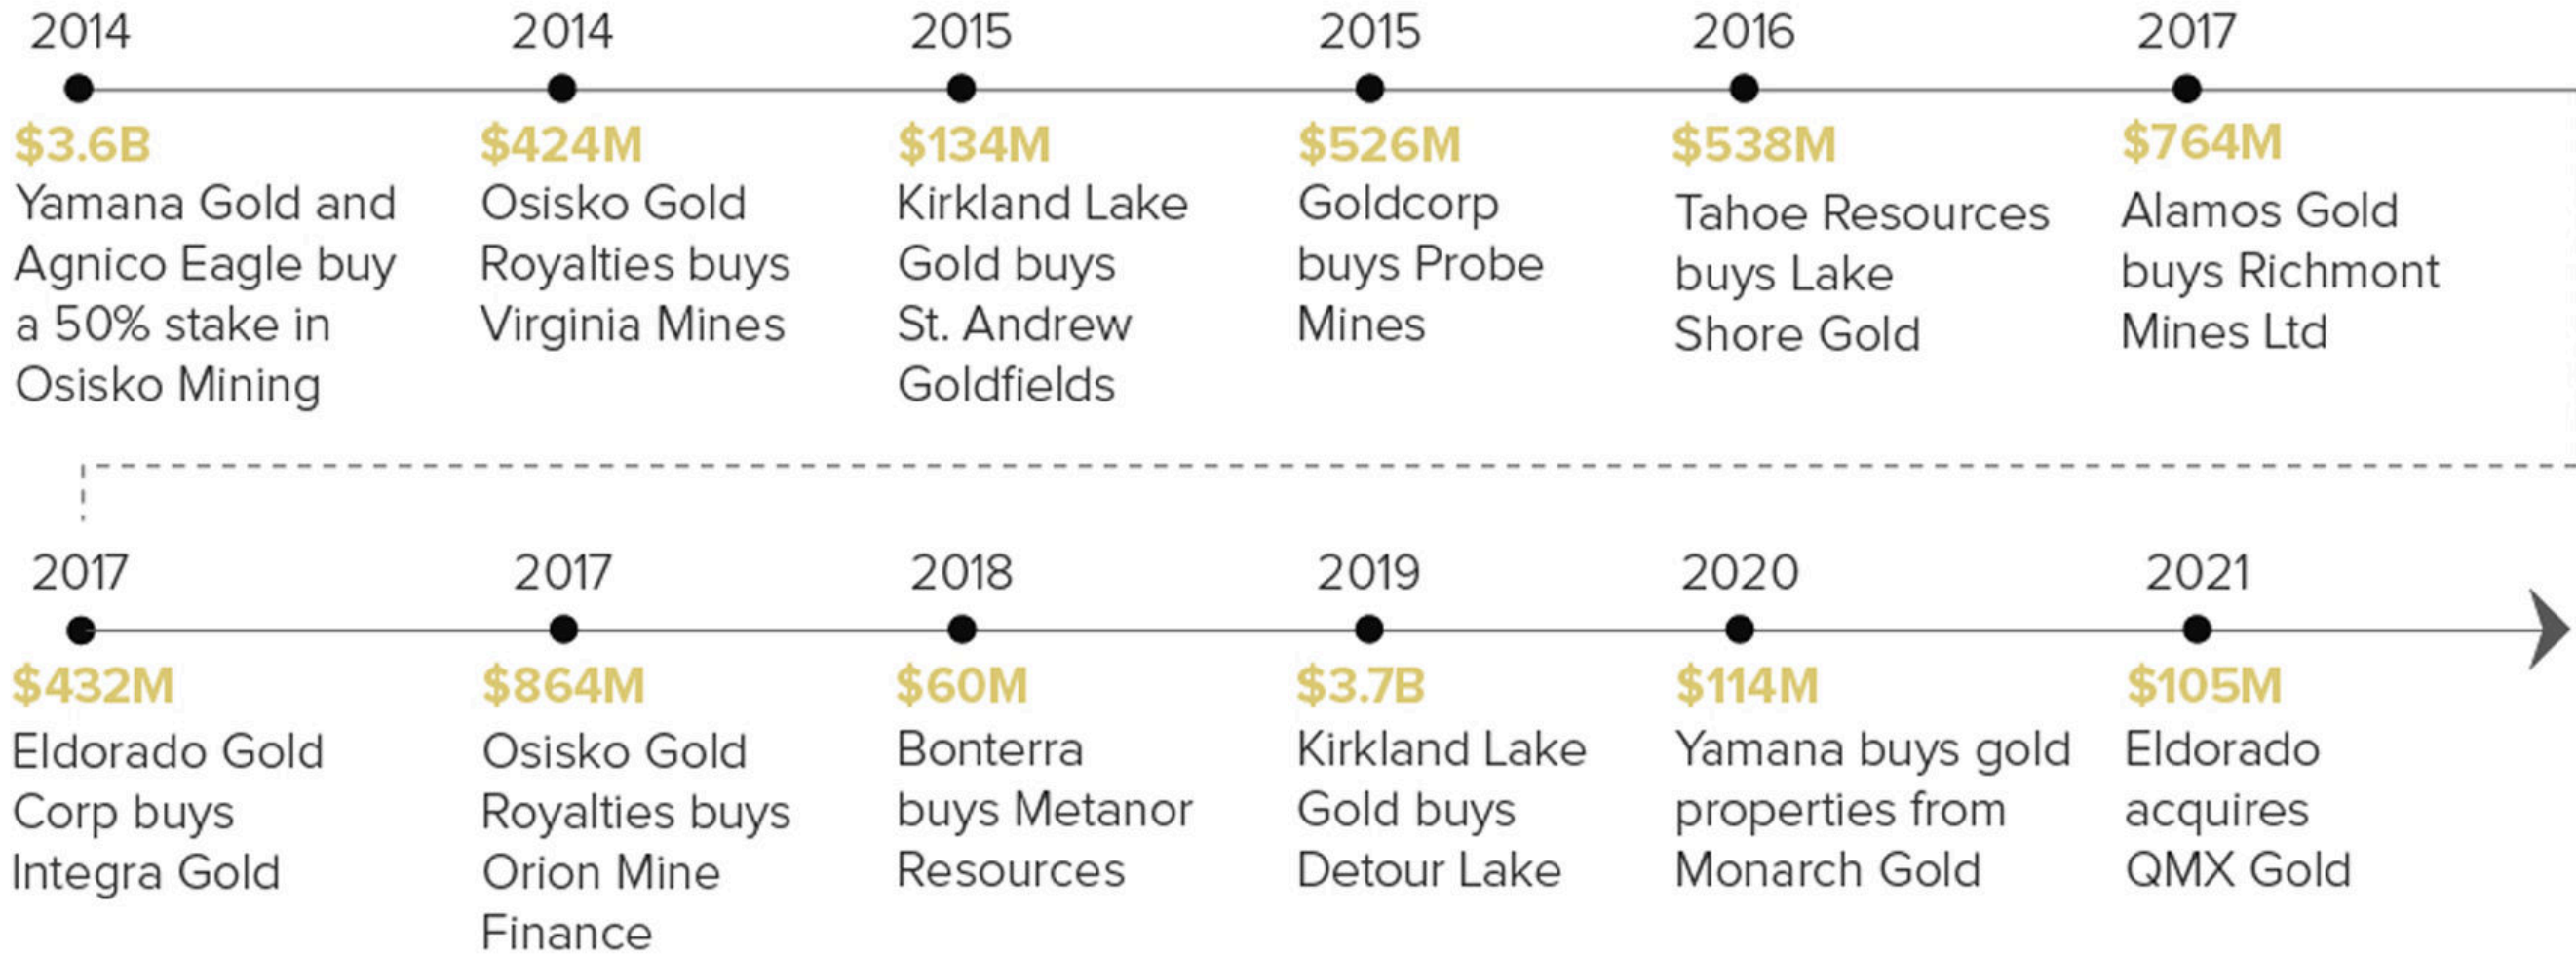 2014
$3.6B
Yamana Gold and
Agnico Eagle buy
a 50% stake in
Osisko Mining
2014
$424M
Osisko Gold
Royalties buys
Virginia Mines
2015
$134M
Kirkland Lake
Gold buys
St. Andrew
Goldfields
2015
$526M
Goldcorp
buys Probe
Mines
2016
$538M
Tahoe Resources
buys Lake
Shore Gold
2017
$764M
Alamos Gold
buys Richmont
Mines Ltd
2017
$432M
Eldorado Gold
Corp buys
Integra Gold
2017
$864M
Osisko Gold
Royalties buys
Orion Mine
Finance
2018
$60M
Bonterra
buys Metanor
Resources
2019
$3.7B
Kirkland Lake
Gold buys
Detour Lake
2020
$114M
Yamana buys gold
properties from
Monarch Gold
2021
$105M
Eldorado
acquires
QMX Gold